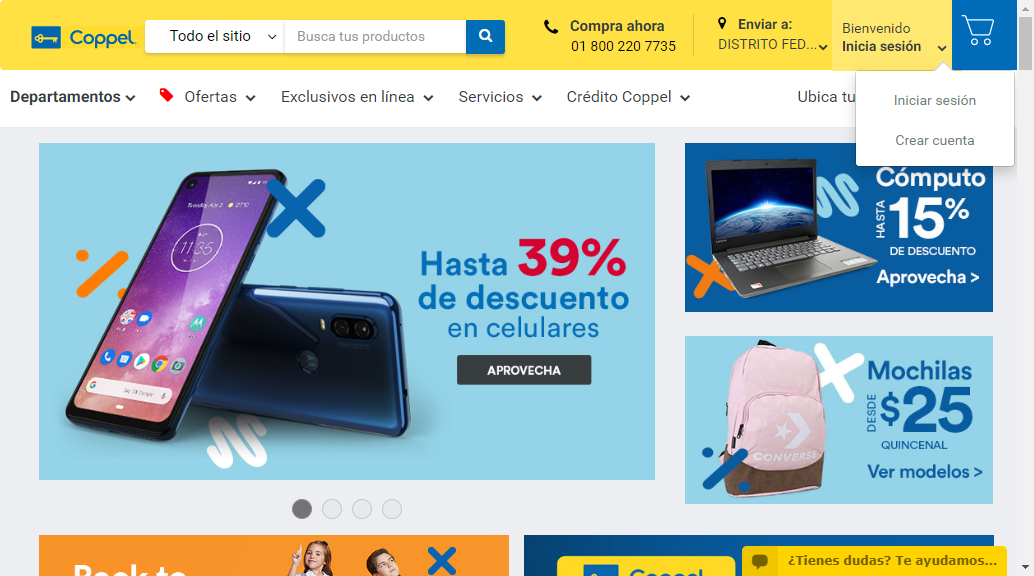 Coppel.
Todo el sitio
Busca tus productos
Compra ahora
01 800 220 7735
Enviar a:
DISTRITO FED...
Bienvenido
Inicia sesión
Iniciar sesión
Crear cuenta
Departamentos
Ofertas
Exclusivos en línea
Servicios
Crédito Coppel
Ubica tu
11:35
Hasta 39%
de descuento
en celulares
APROVECHA
Cómputo
HASTA 15%
DE DESCUENTO
Aprovecha >
CONVERSE
Mochilas
DESDE $25
QUINCENAL
Ver modelos >
Back to
Coppel
¿Tienes dudas? Te ayudamos...